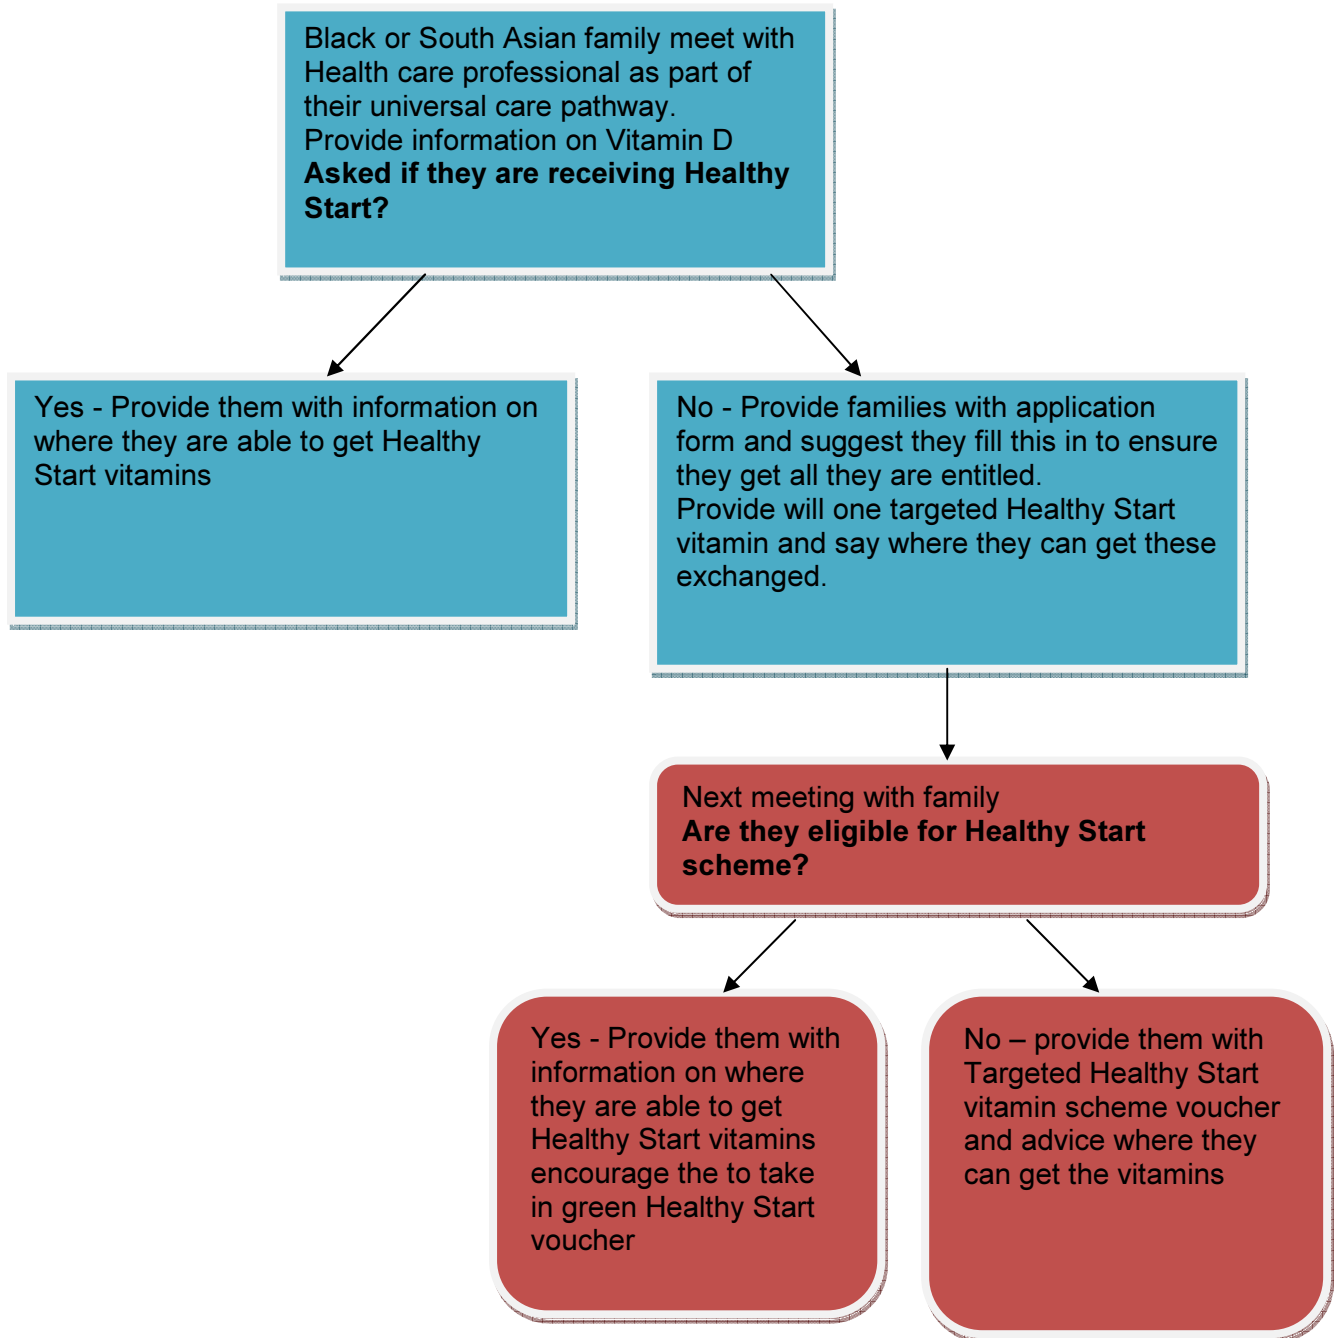 Black or South Asian family meet with
Health care professional as part of
their universal care pathway.
Provide information on Vitamin D
Asked if they are receiving Healthy
Start?
Yes - Provide them with information on
where they are able to get Healthy
Start vitamins
No - Provide families with application
form and suggest they fill this in to ensure
they get all they are entitled.
Provide will one targeted Healthy Start
vitamin and say where they can get these
exchanged.
Next meeting with family
Are they eligible for Healthy Start
scheme?
Yes - Provide them with
information on where
they are able to get
Healthy Start vitamins
encourage the to take
in green Healthy Start
voucher
No – provide them with
Targeted Healthy Start
vitamin scheme voucher
and advice where they
can get the vitamins